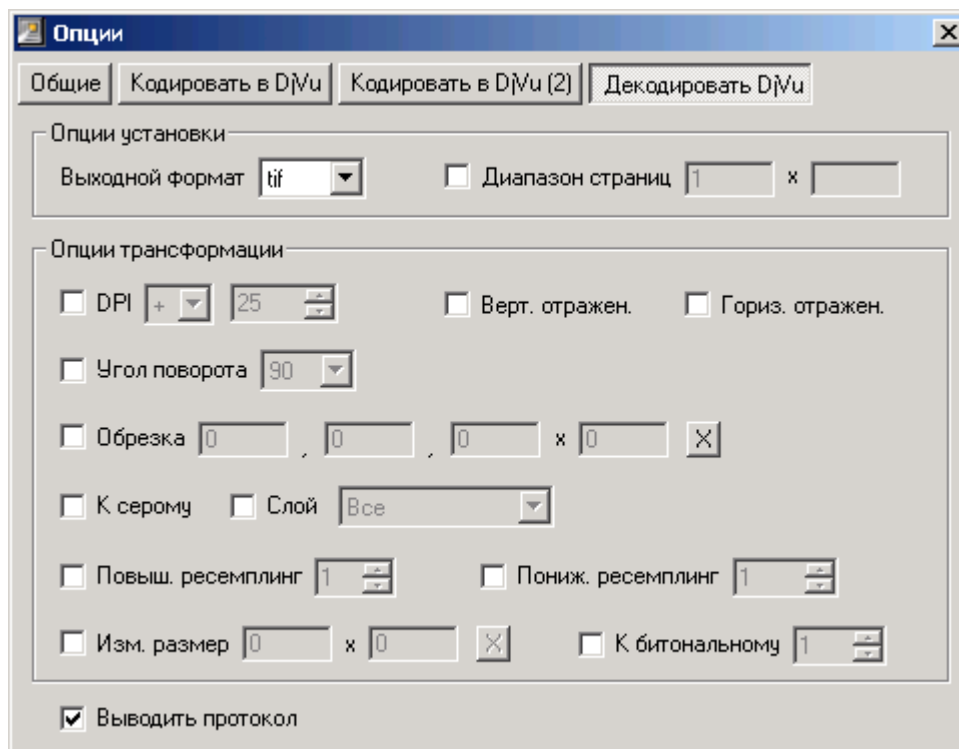 Опции
Общие Кодировать в DjVu Кодировать в DjVu (2) Декодировать DjVu
Опции установки
Выходной формат tif Диапазон страниц 1 x
Опции трансформации
DPI + 25 Верт. отражен. Гориз. отражен.
Угол поворота 90
Обрезка 0 , 0 , 0 x 0 X
К серому Слой Все
Повыш. ресемплинг 1 Пониж. ресемплинг 1
Изм. размер 0 x 0 X К битональному 1
Выводить протокол